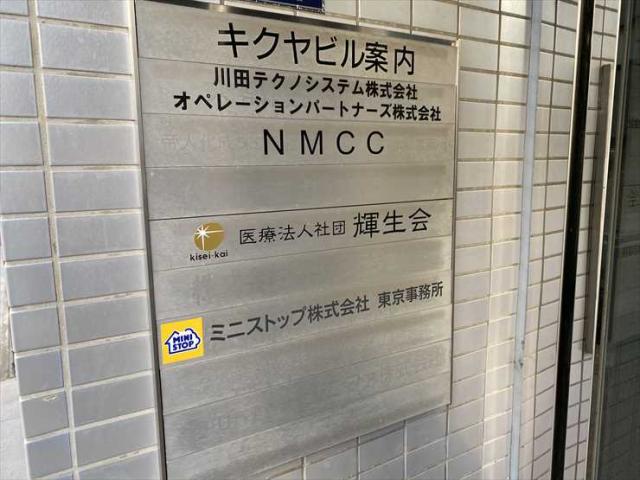 キクヤビル案内
川田テクノシステム株式会社
オペレーションパートナーズ株式会社
NMCC
kisei-kai 医療法人社団 輝生会
MINI STOP ミニストップ株式会社 東京事務所